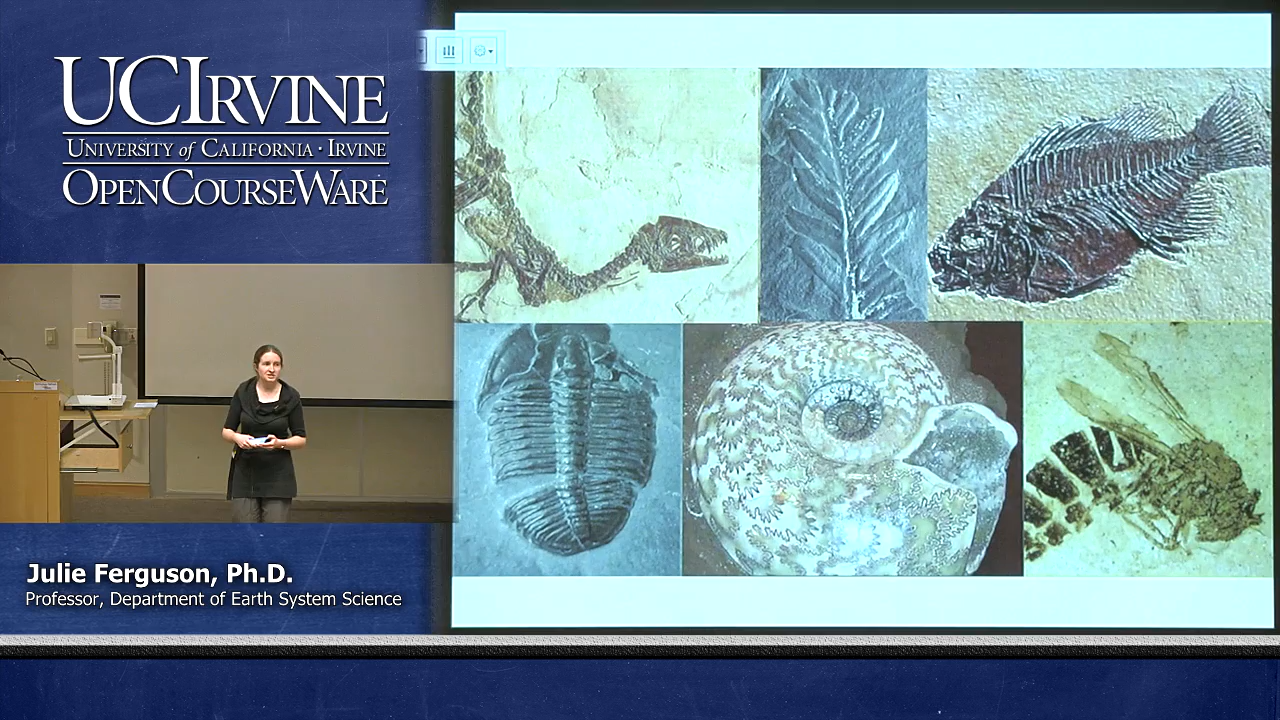 UCIRVINE
UNIVERSITY of CALIFORNIA · IRVINE
OPENCOURSEWARE
Julie Ferguson, Ph.D.
Professor, Department of Earth System Science